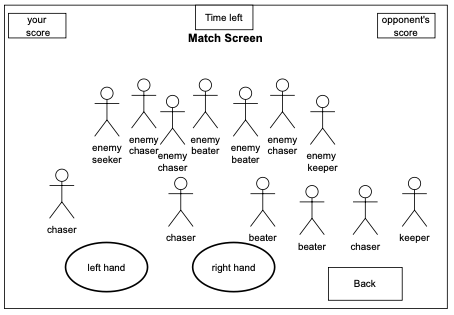 your
score
Time left
opponent's
score
Match Screen
enemy
seeker
enemy
chaser
enemy
chaser
enemy
beater
enemy
beater
enemy
chaser
enemy
keeper
chaser
chaser
beater
beater
chaser
keeper
left hand
right hand
Back